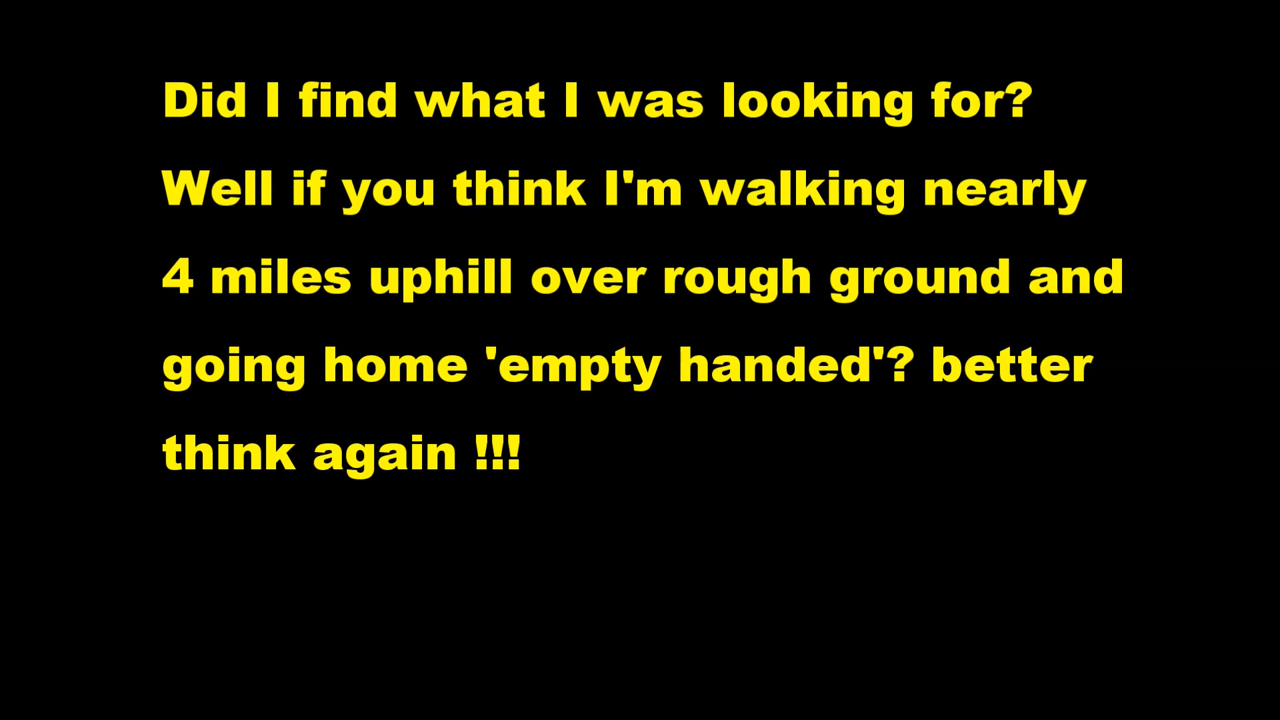 Did I find what I was looking for?
Well if you think I'm walking nearly
4 miles uphill over rough ground and
going home 'empty handed'? better
think again !!!